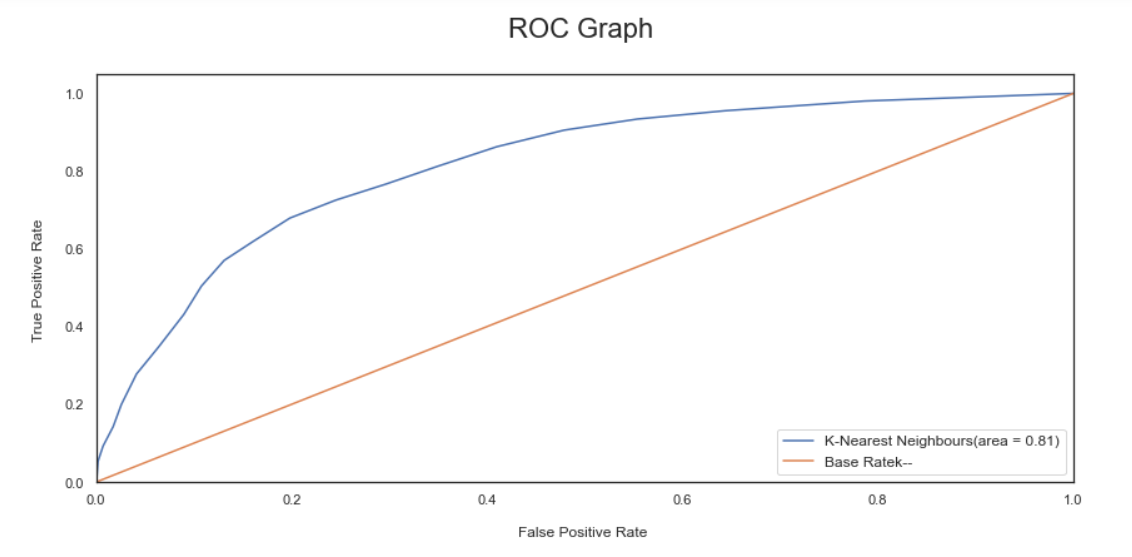 ROC Graph
1.0
0.8
0.6
0.4
0.2
0.0
True Positive Rate
K-Nearest Neighbours(area = 0.81)
Base Ratek--
0.0 0.2 0.4 0.6 0.8 1.0
False Positive Rate